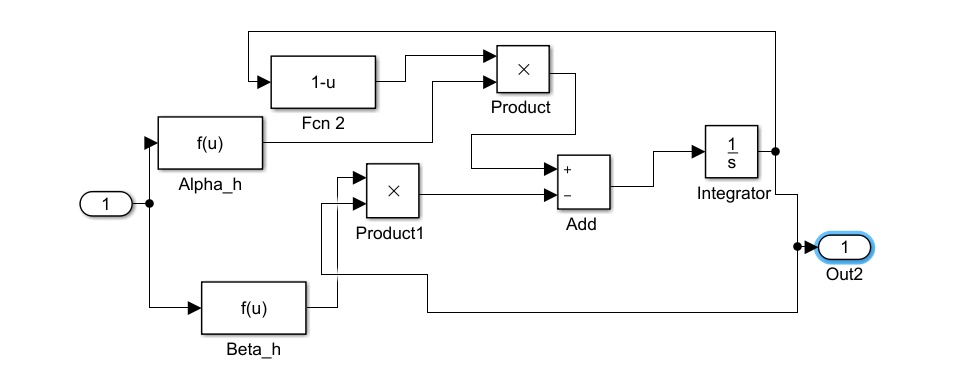 1-u
Fcn 2
×
Product
f(u)
Alpha_h
1
×
Product1
+
−
Add
1
s
Integrator
1
Out2
f(u)
Beta_h